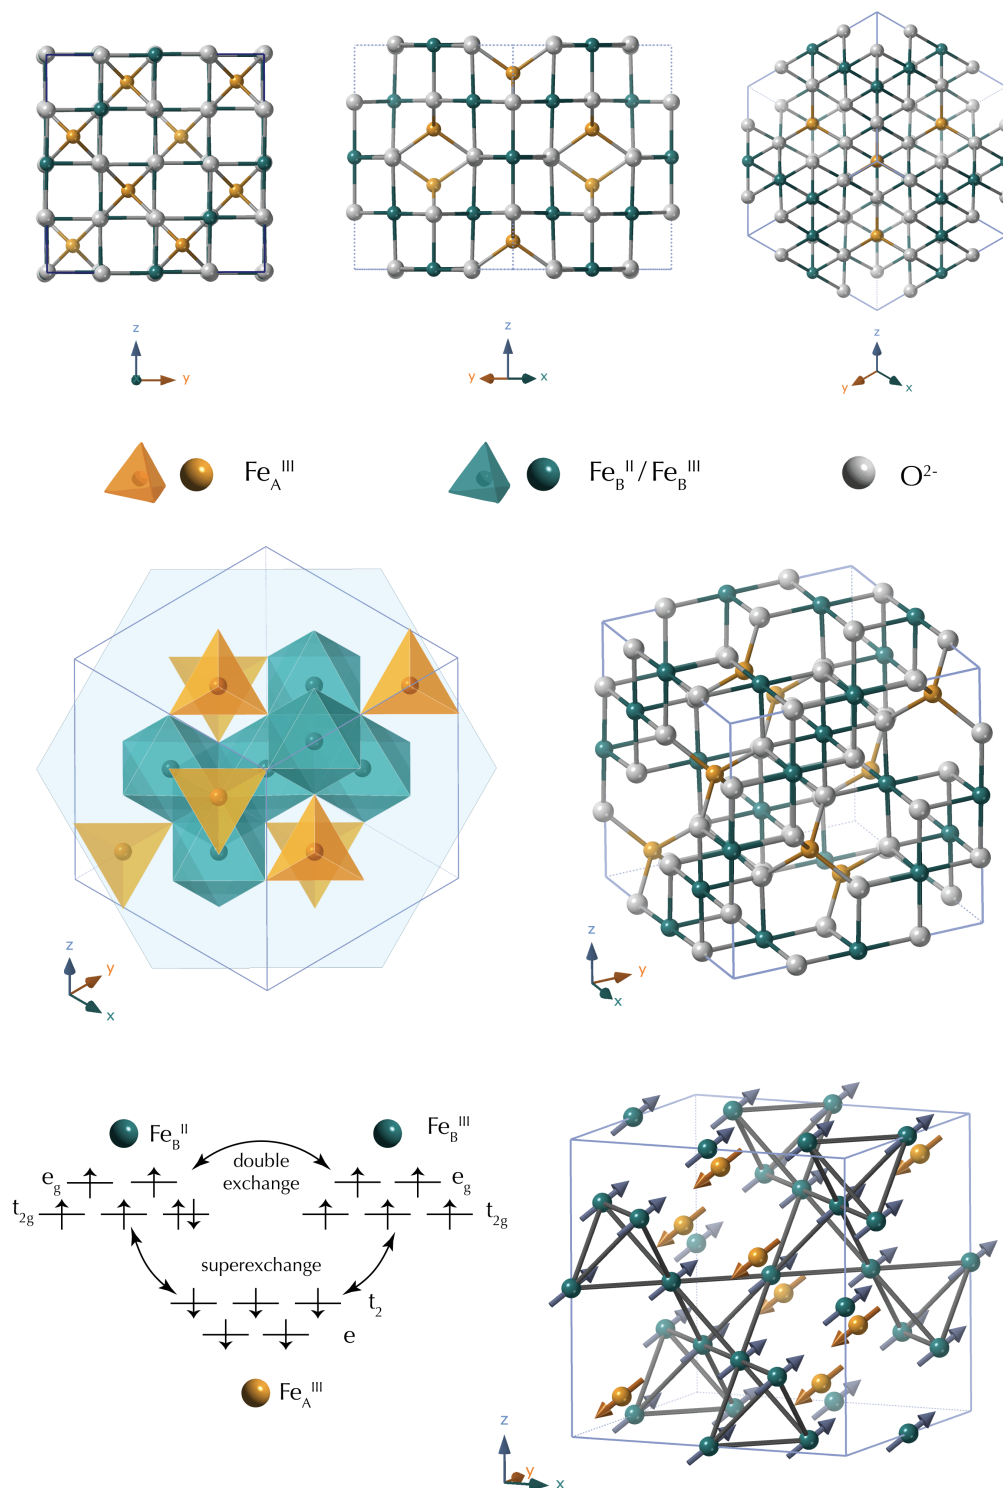 z
y
z
y x
z
y x
Fe_A^III
Fe_B^II/Fe_B^III
O^2-
z
y
x
z
y
x
Fe_B^II
Fe_B^III
double
exchange
e_g
e_g
t_2g
t_2g
superexchange
t_2
e
Fe_A^III
z
y
x